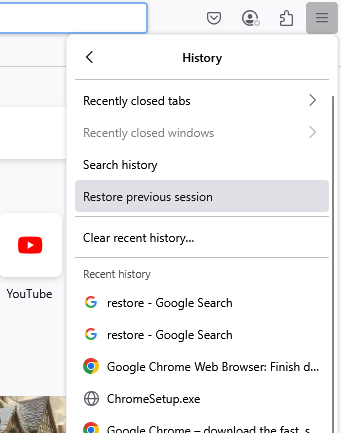 History
Recently closed tabs
Recently closed windows
Search history
Restore previous session
Clear recent history...
Recent history
restore - Google Search
YouTube
restore - Google Search
Google Chrome Web Browser: Finish d...
ChromeSetup.exe
Google Chrome – download the fast, s...